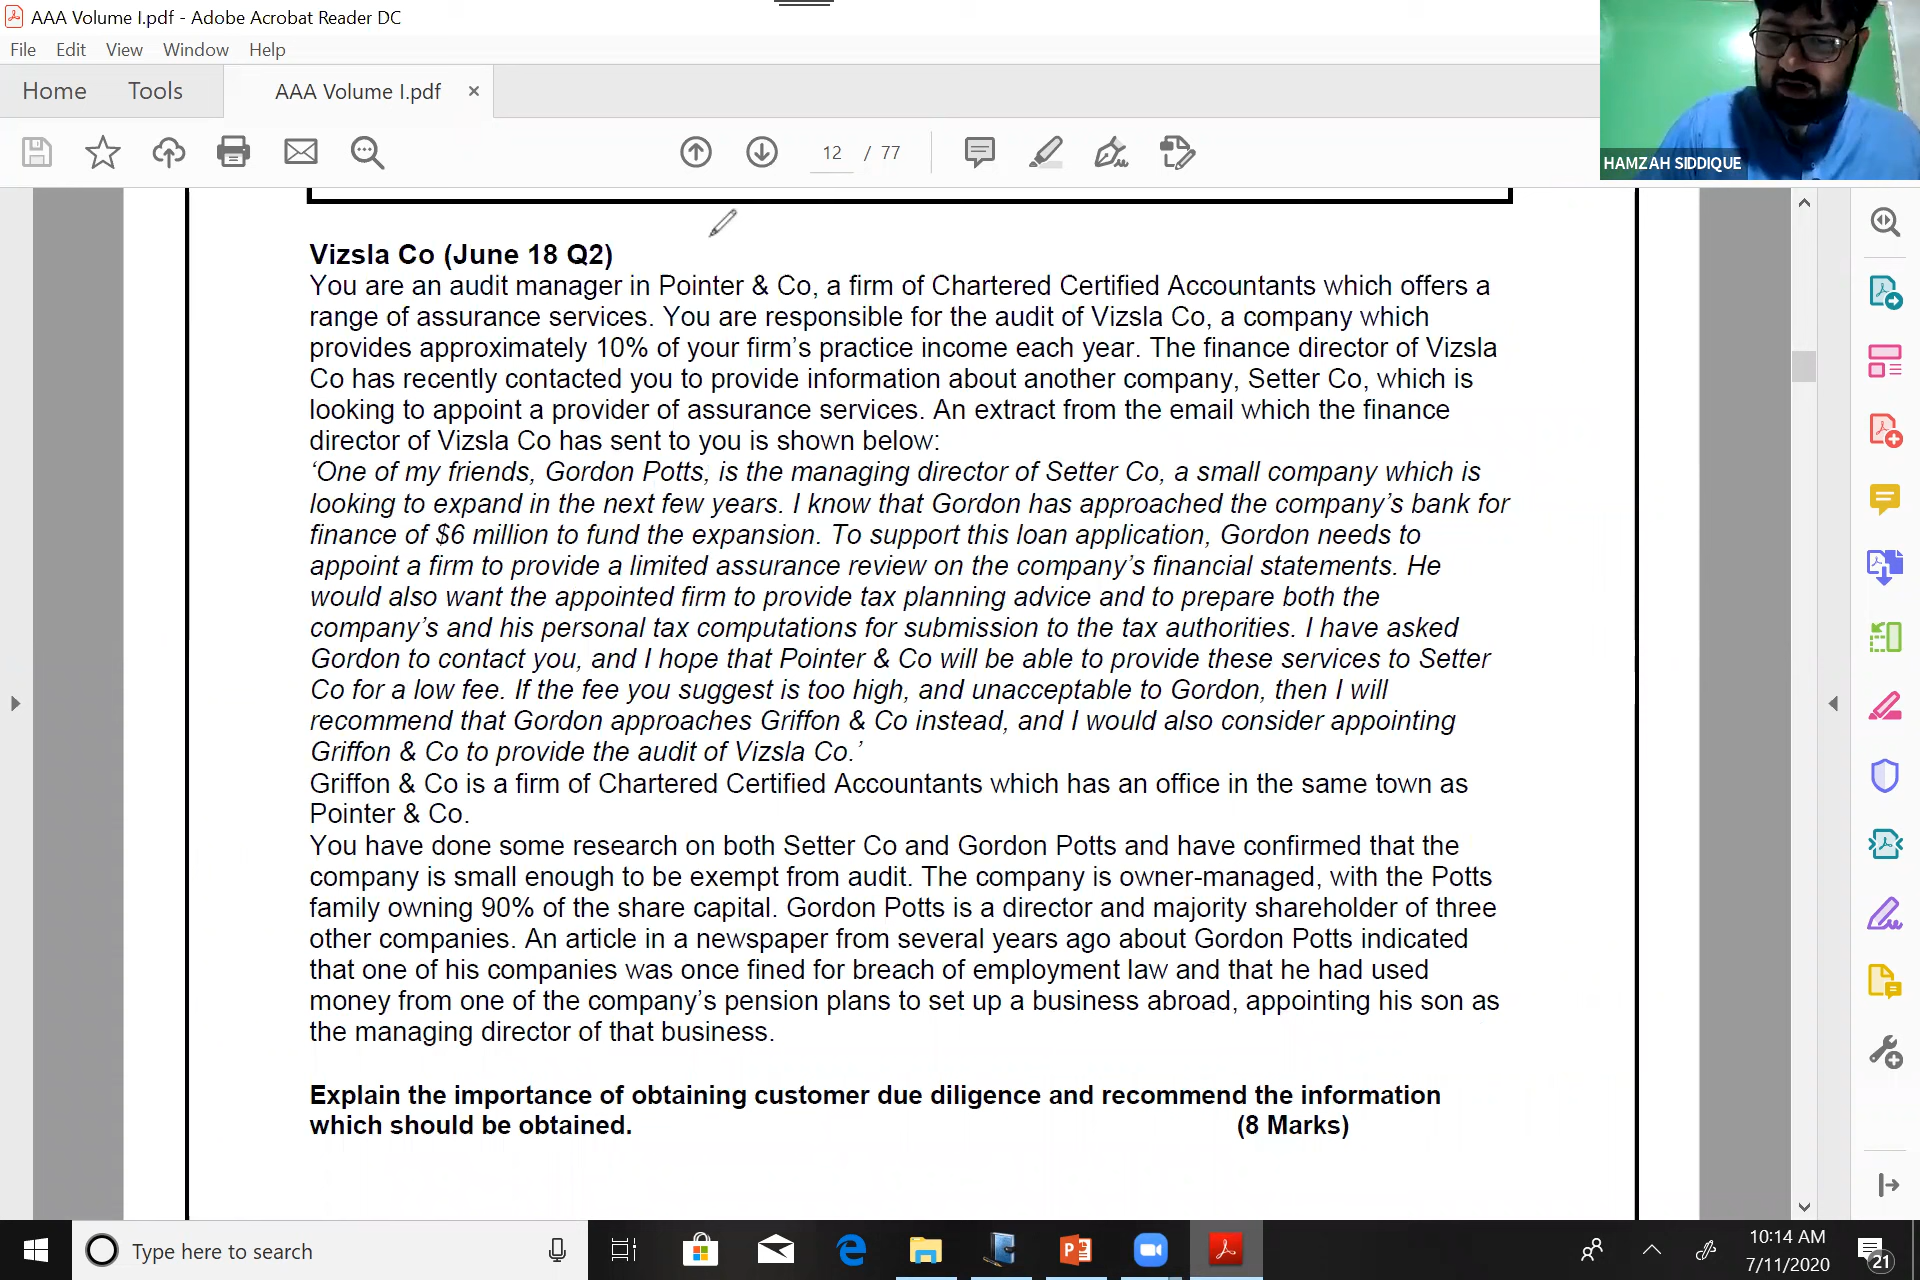 AAA Volume I.pdf - Adobe Acrobat Reader DC
File Edit View Window Help
Home Tools AAA Volume I.pdf ×
12 / 77
HAMZAH SIDDIQUE
Vizsla Co (June 18 Q2)
You are an audit manager in Pointer & Co, a firm of Chartered Certified Accountants which offers a
range of assurance services. You are responsible for the audit of Vizsla Co, a company which
provides approximately 10% of your firm's practice income each year. The finance director of Vizsla
Co has recently contacted you to provide information about another company, Setter Co, which is
looking to appoint a provider of assurance services. An extract from the email which the finance
director of Vizsla Co has sent to you is shown below:
‘One of my friends, Gordon Potts, is the managing director of Setter Co, a small company which is
looking to expand in the next few years. I know that Gordon has approached the company’s bank for
finance of $6 million to fund the expansion. To support this loan application, Gordon needs to
appoint a firm to provide a limited assurance review on the company’s financial statements. He
would also want the appointed firm to provide tax planning advice and to prepare both the
company’s and his personal tax computations for submission to the tax authorities. I have asked
Gordon to contact you, and I hope that Pointer & Co will be able to provide these services to Setter
Co for a low fee. If the fee you suggest is too high, and unacceptable to Gordon, then I will
recommend that Gordon approaches Griffon & Co instead, and I would also consider appointing
Griffon & Co to provide the audit of Vizsla Co.’
Griffon & Co is a firm of Chartered Certified Accountants which has an office in the same town as
Pointer & Co.
You have done some research on both Setter Co and Gordon Potts and have confirmed that the
company is small enough to be exempt from audit. The company is owner-managed, with the Potts
family owning 90% of the share capital. Gordon Potts is a director and majority shareholder of three
other companies. An article in a newspaper from several years ago about Gordon Potts indicated
that one of his companies was once fined for breach of employment law and that he had used
money from one of the company’s pension plans to set up a business abroad, appointing his son as
the managing director of that business.
Explain the importance of obtaining customer due diligence and recommend the information
which should be obtained. (8 Marks)
Type here to search
10:14 AM
7/11/2020
21